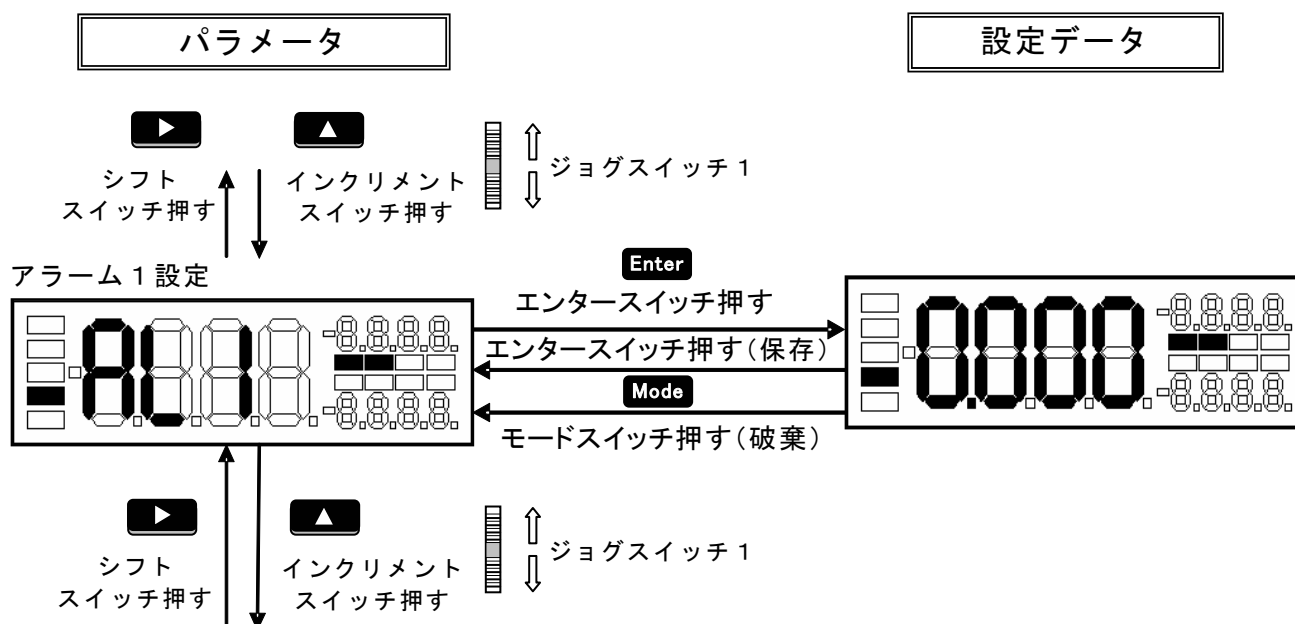 パラメータ
設定データ
シフト
スイッチ押す
インクリメント
スイッチ押す
ジョグスイッチ1
アラーム1設定
AL1
Enter
エンタースイッチ押す
エンタースイッチ押す(保存)
Mode
モードスイッチ押す(破棄)
0.000
シフト
スイッチ押す
インクリメント
スイッチ押す
ジョグスイッチ1